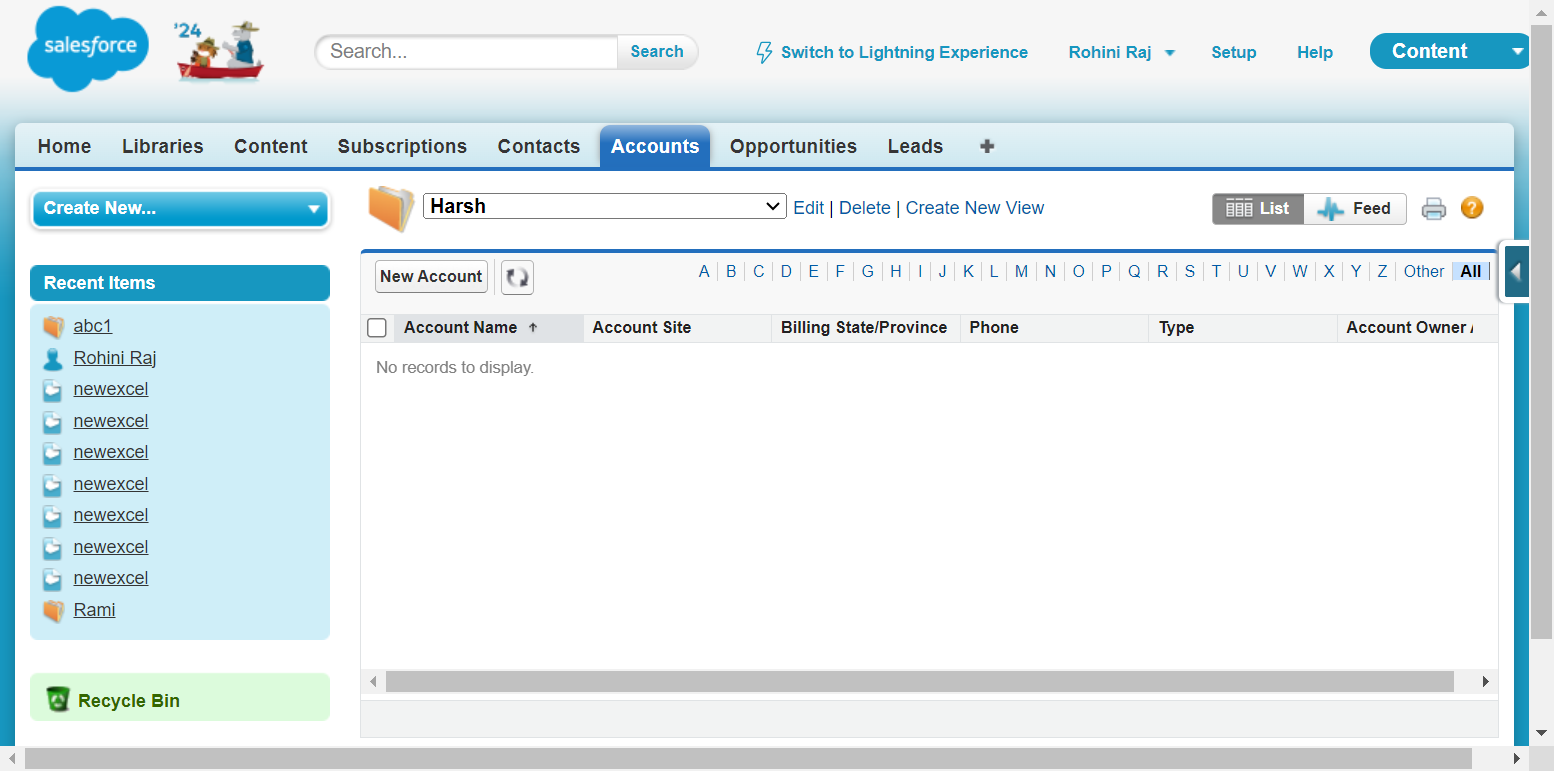 salesforce
'24
Search... Search
Switch to Lightning Experience Rohini Raj Setup Help Content
Home Libraries Content Subscriptions Contacts Accounts Opportunities Leads
Create New...
Harsh Edit | Delete | Create New View List Feed
Recent Items
abc1
Rohini Raj
newexcel
newexcel
newexcel
newexcel
newexcel
newexcel
newexcel
Rami
Recycle Bin
New Account A B C D E F G H I J K L M N O P Q R S T U V W X Y Z Other All
Account Name Account Site Billing State/Province Phone Type Account Owner
No records to display.